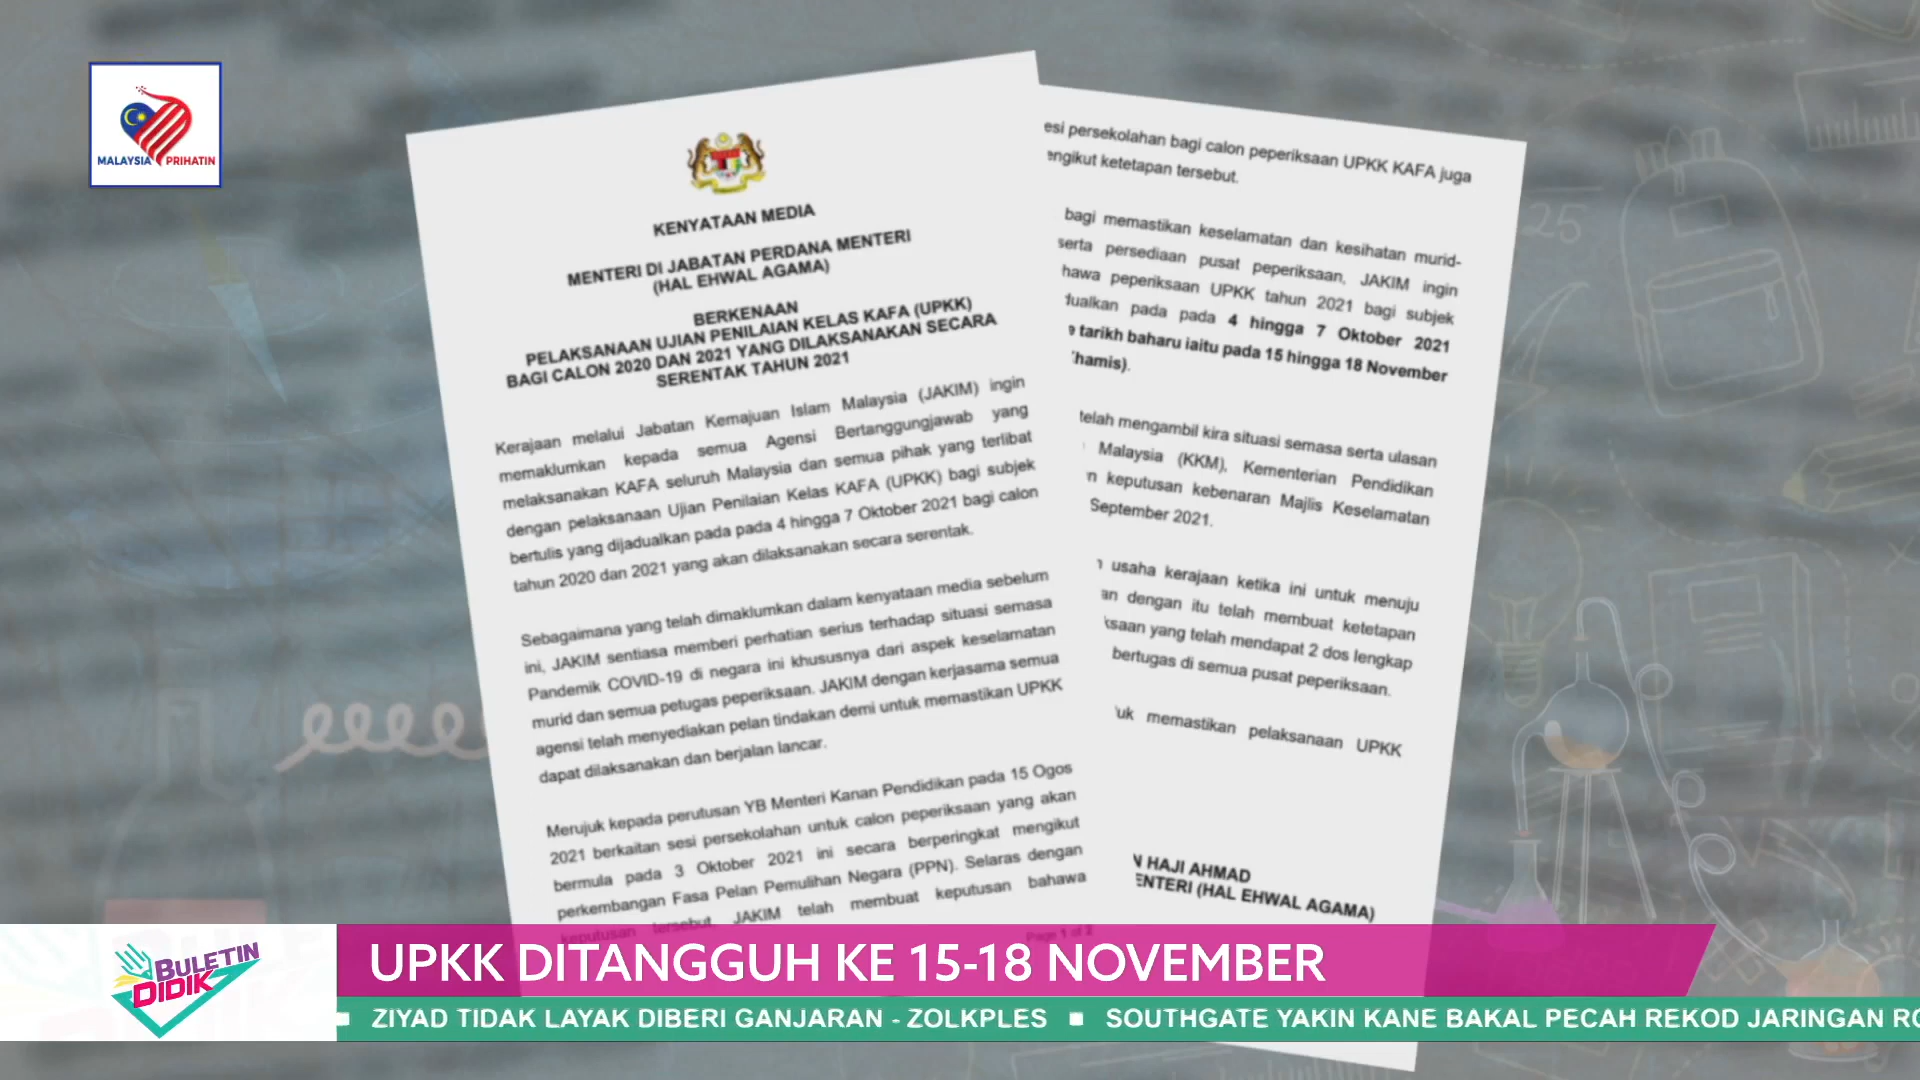 MALAYSIA PRIHATIN
KENYATAAN MEDIA
MENTERI DI JABATAN PERDANA MENTERI
(HAL EHWAL AGAMA)
BERKENAAN
PELAKSANAAN UJIAN PENILAIAN KELAS KAFA (UPKK)
BAGI CALON 2020 DAN 2021 YANG DILAKSANAKAN SECARA
SERENTAK TAHUN 2021
Kerajaan melalui Jabatan Kemajuan Islam Malaysia (JAKIM) ingin
memaklumkan kepada semua Agensi Bertanggungjawab yang
melaksanakan KAFA seluruh Malaysia dan semua pihak yang terlibat
dengan pelaksanaan Ujian Penilaian Kelas KAFA (UPKK) bagi subjek
bertulis yang dijadualkan pada pada 4 hingga 7 Oktober 2021 bagi calon
tahun 2020 dan 2021 yang akan dilaksanakan secara serentak.
Sebagaimana yang telah dimaklumkan dalam kenyataan media sebelum
ini, JAKIM sentiasa memberi perhatian serius terhadap situasi semasa
Pandemik COVID-19 di negara ini khususnya dari aspek keselamatan
murid dan semua petugas peperiksaan. JAKIM dengan kerjasama semua
agensi telah menyediakan pelan tindakan demi untuk memastikan UPKK
dapat dilaksanakan dan berjalan lancar.
Merujuk kepada perutusan YB Menteri Kanan Pendidikan pada 15 Ogos
2021 berkaitan sesi persekolahan untuk calon peperiksaan yang akan
bermula pada 3 Oktober 2021 ini secara berperingkat mengikut
perkembangan Fasa Pelan Pemulihan Negara (PPN). Selaras dengan
keputusan tersebut, JAKIM telah membuat keputusan bahawa
Page 1 of 2
esi persekolahan bagi calon peperiksaan UPKK KAFA juga
engikut ketetapan tersebut.
bagi memastikan keselamatan dan kesihatan murid-
serta persediaan pusat peperiksaan, JAKIM ingin
hawa peperiksaan UPKK tahun 2021 bagi subjek
dualkan pada pada 4 hingga 7 Oktober 2021
e tarikh baharu iaitu pada 15 hingga 18 November
Khamis).
telah mengambil kira situasi semasa serta ulasan
Malaysia (KKM), Kementerian Pendidikan
n keputusan kebenaran Majlis Keselamatan
September 2021.
usaha kerajaan ketika ini untuk menuju
an dengan itu telah membuat ketetapan
ksaan yang telah mendapat 2 dos lengkap
bertugas di semua pusat peperiksaan.
uk memastikan pelaksanaan UPKK
N HAJI AHMAD
ENTERI (HAL EHWAL AGAMA)
25
BULETIN
DIDIK
UPKK DITANGGUH KE 15-18 NOVEMBER
ZIYAD TIDAK LAYAK DIBERI GANJARAN - ZOLKPLES ■ SOUTHGATE YAKIN KANE BAKAL PECAH REKOD JARINGAN RO